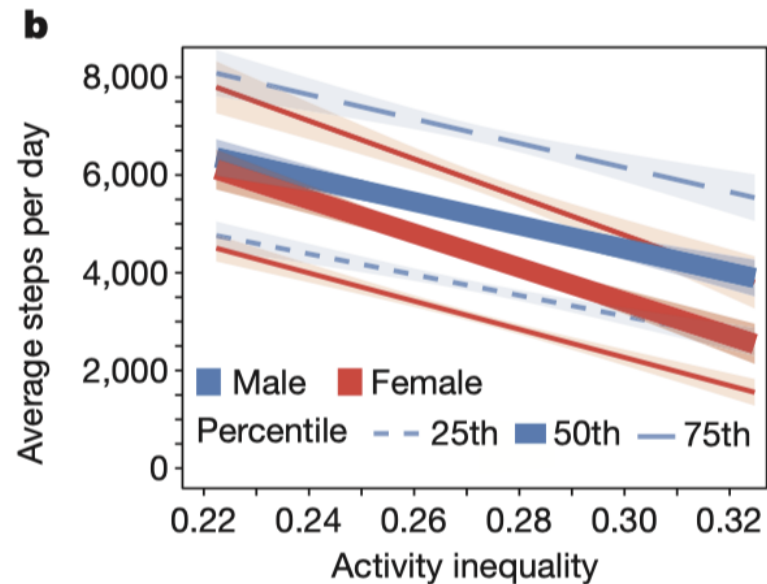 b
Average steps per day
8,000
6,000
4,000
2,000
0
Male Female
Percentile 25th 50th 75th
0.22 0.24 0.26 0.28 0.30 0.32
Activity inequality